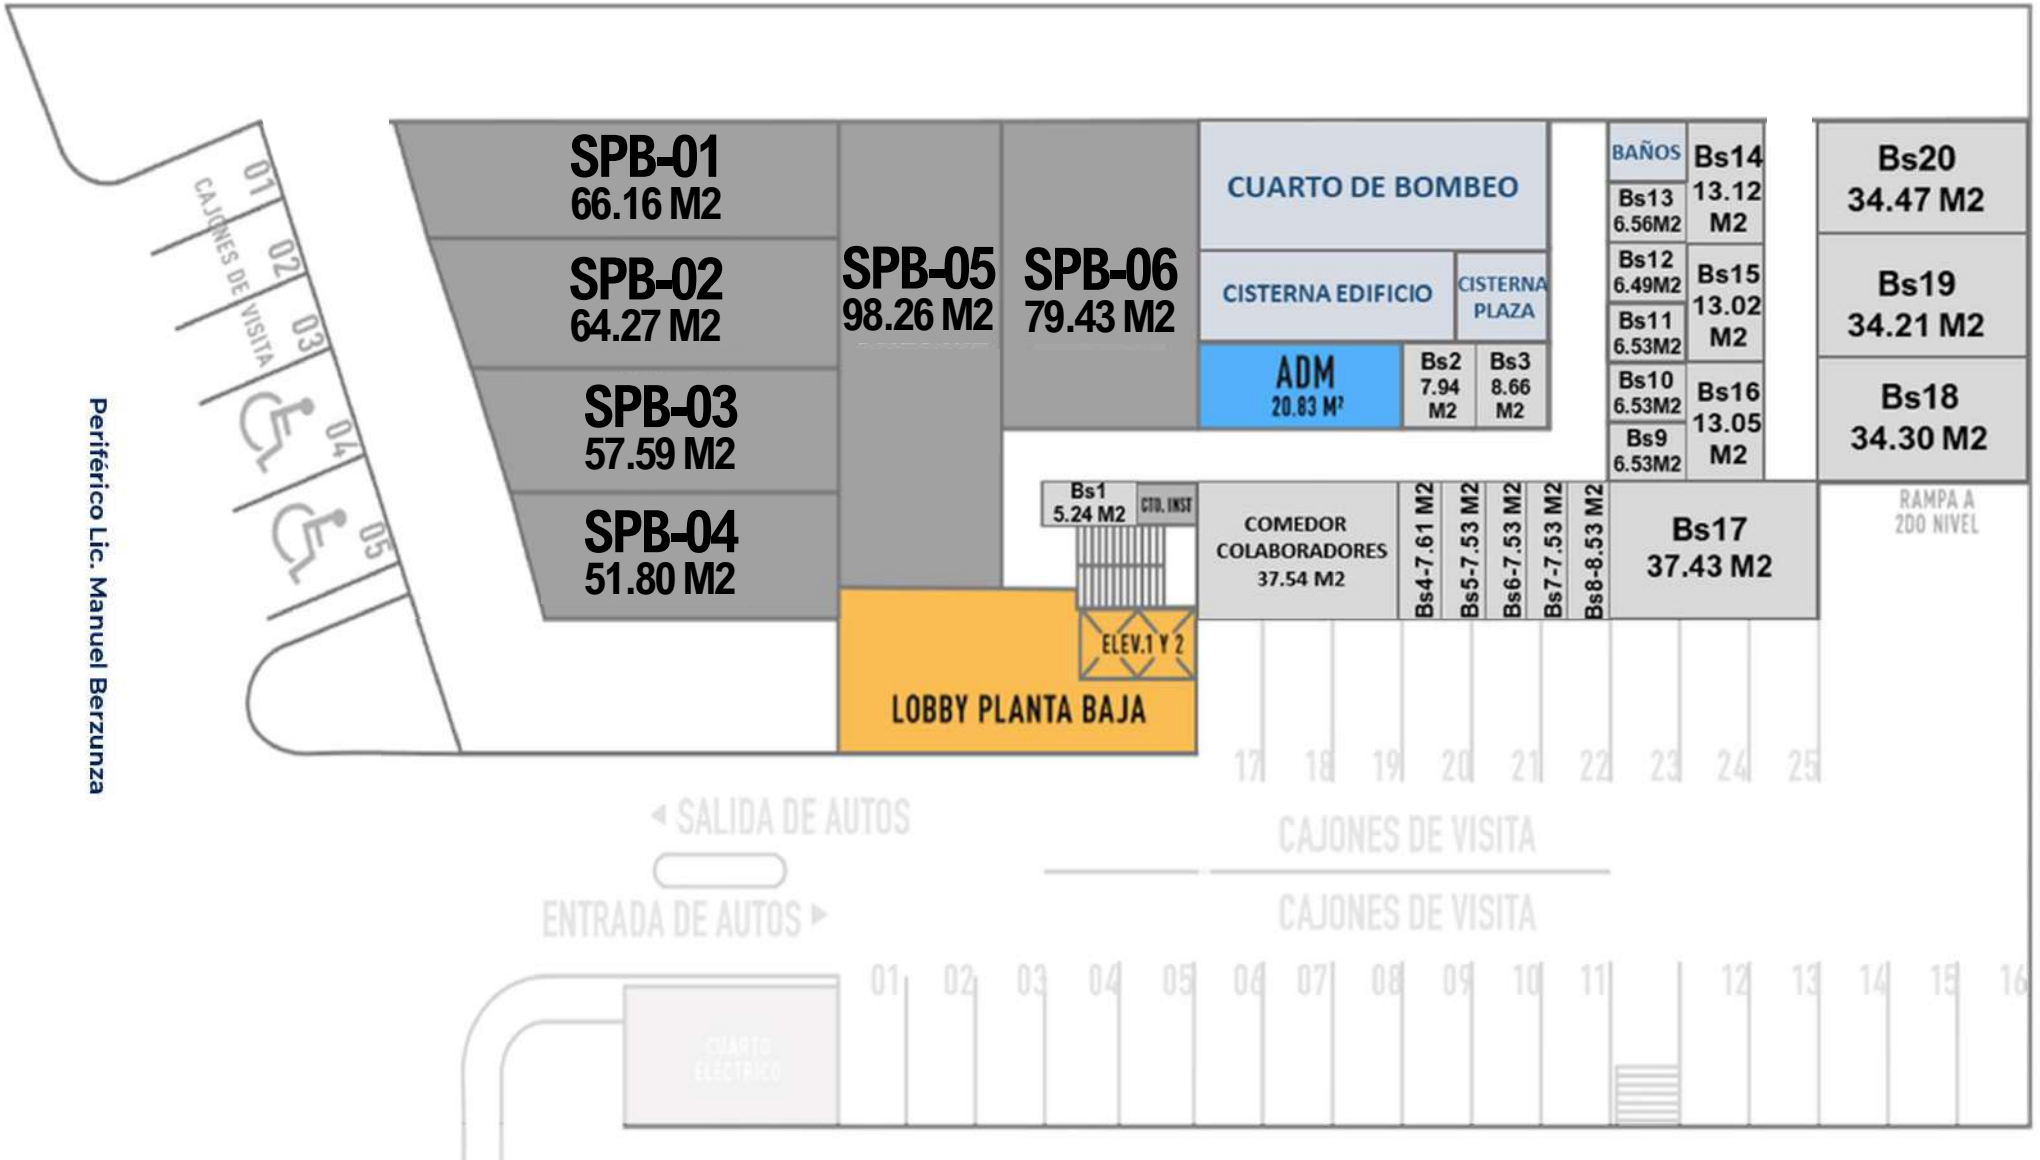 SPB-01
66.16 M2
SPB-02
64.27 M2
SPB-03
57.59 M2
SPB-04
51.80 M2
SPB-05
98.26 M2
SPB-06
79.43 M2
CUARTO DE BOMBEO
CISTERNA EDIFICIO
CISTERNA
PLAZA
ADM
20.83 M²
Bs2
7.94
M2
Bs3
8.66
M2
BAÑOS
Bs13
6.56M2
Bs12
6.49M2
Bs11
6.53M2
Bs10
6.53M2
Bs9
6.53M2
Bs14
13.12
M2
Bs15
13.02
M2
Bs16
13.05
M2
Bs20
34.47 M2
Bs19
34.21 M2
Bs18
34.30 M2
RAMPA A
2DO NIVEL
Bs1
5.24 M2
CTO. INST
COMEDOR
COLABORADORES
37.54 M2
Bs4-7.61 M2
Bs5-7.53 M2
Bs6-7.53 M2
Bs7-7.53 M2
Bs8-8.53 M2
Bs17
37.43 M2
ELEV.1 Y 2
LOBBY PLANTA BAJA
01
02
03
04
05
CAJONES DE VISITA
Periférico Lic. Manuel Berzunza
17 18 19 20 21 22 23 24 25
SALIDA DE AUTOS
CAJONES DE VISITA
ENTRADA DE AUTOS
CAJONES DE VISITA
01 02 03 04 05 06 07 08 09 10 11 12 13 14 15 16
CUARTO
ELÉCTRICO